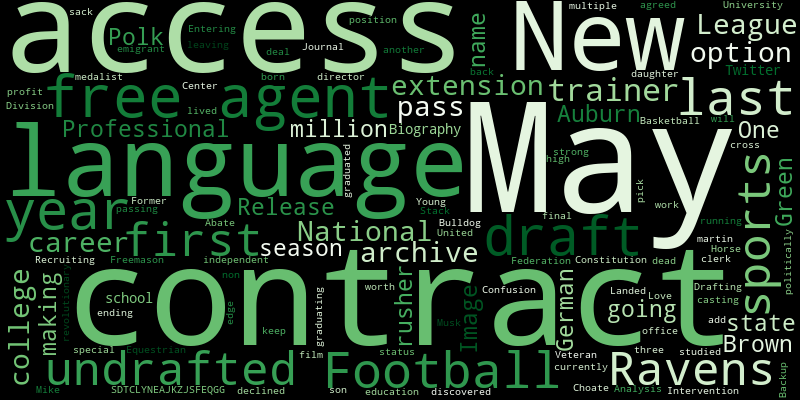 access
New
sack
Polk
emigrant
Entering
leaving
deal
Journal
position
another
name
back
multiple
agreed
University
League
option
daughter
Twitter
medalist
Center
born
director
profit
Division
free agent
lived
extension
pass
trainer
last
Auburn
Basketball
will
Professional
million
Biography
One
cross
language
May
graduated
strong
high
pick
work
sports
Green
politically
year
Former
passing
Abate
Release
Young
Stack
Bulldog
United
final
draft
running
martin
Horse
clerk
career
first
National
season
archive
Recruiting
Freemason
independent
non
Federation
Constitution
dead
contract
college
making
revolutionary
school
ending
edge
keep
graduating
worth
rusher
Musk
Image
Confusion
German
Landed
Love
going
office
Drafting
casting
add
state
Brown
special
Equestrian
film
status
Veteran
currently
three
studied
undrafted
Football
Ravens
Backup
Mike
SDTCLYNEAJKZJSFEQGG
declined
son
education
discovered
Choate
Analysis
Intervention